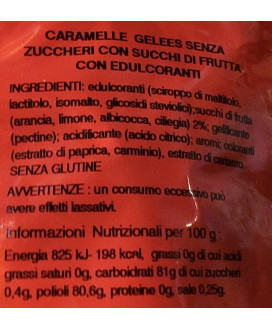 CARAMELLE GELEES SENZA
ZUCCHERI CON SUCCHI DI FRUTTA
CON EDULCORANTI
INGREDIENTI: edulcoranti (sciroppo di maltitolo,
lactitolo, isomalto, glicosidi steviolici);succhi di frutta
(arancia, limone, albicocca, ciliegia) 2%; gelificante
(pectine); acidificante (acido citrico); aromi; coloranti
(estratto di paprica, carminio), estratto di cartamo.
SENZA GLUTINE
AVVERTENZE : un consumo eccessivo può
avere effetti lassativi.
Informazioni Nutrizionali per 100 g :
Energia 825 kJ- 198 kcal, grassi 0g di cui acidi
grassi saturi 0g, carboidrati 81g di cui zuccheri
0,4g, polioli 80,6g, proteine 0g, sale 0,25g.